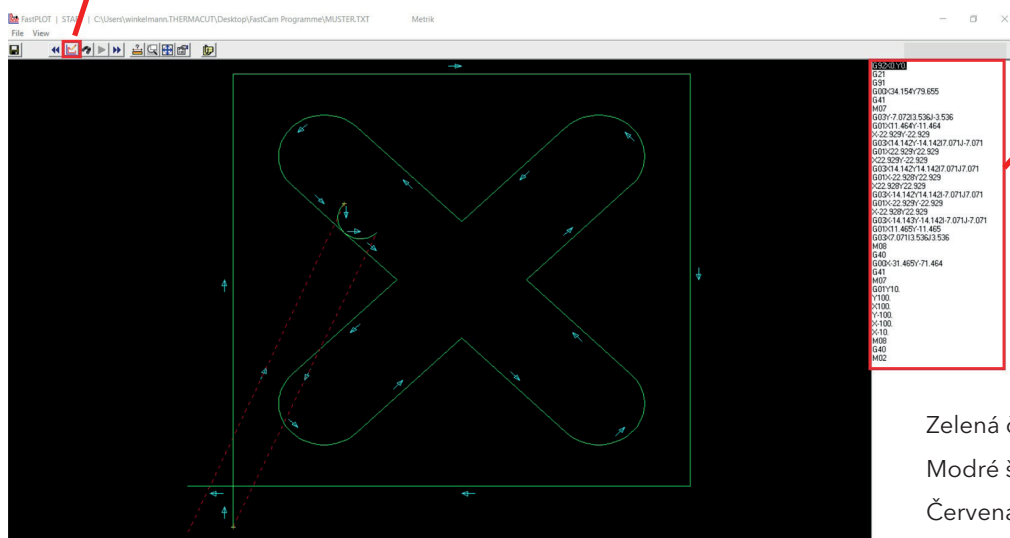 FastPLOT | START | C:\Users\winkelmann.THERMACUT\Desktop\FastCam Programme\MUSTER.TXT Metrik
File View
G92X0.Y0.
G21
G91
G00X34.154Y79.655
G41
M07
G03Y-7.072I3.536J-3.536
G01X11.464Y-11.464
X-22.929Y-22.929
G03X14.142Y-14.142I7.071J-7.071
G01X22.929Y22.929
X22.929Y-22.929
G03X14.142Y14.142I7.071J7.071
G01X-22.928Y22.929
X22.928Y22.929
G03X-14.142Y14.142I-7.071J7.071
G01X-22.929Y-22.929
X-22.928Y22.929
G03X-14.143Y-14.142I-7.071J-7.071
G01X11.465Y-11.465
G03X7.071I3.536J3.536
M08
G40
G00X-31.465Y-71.464
G41
M07
G01Y10.
Y100.
X100.
Y-100.
X-100.
X-10.
M08
G40
M02
Zelená č
Modré š
Červená